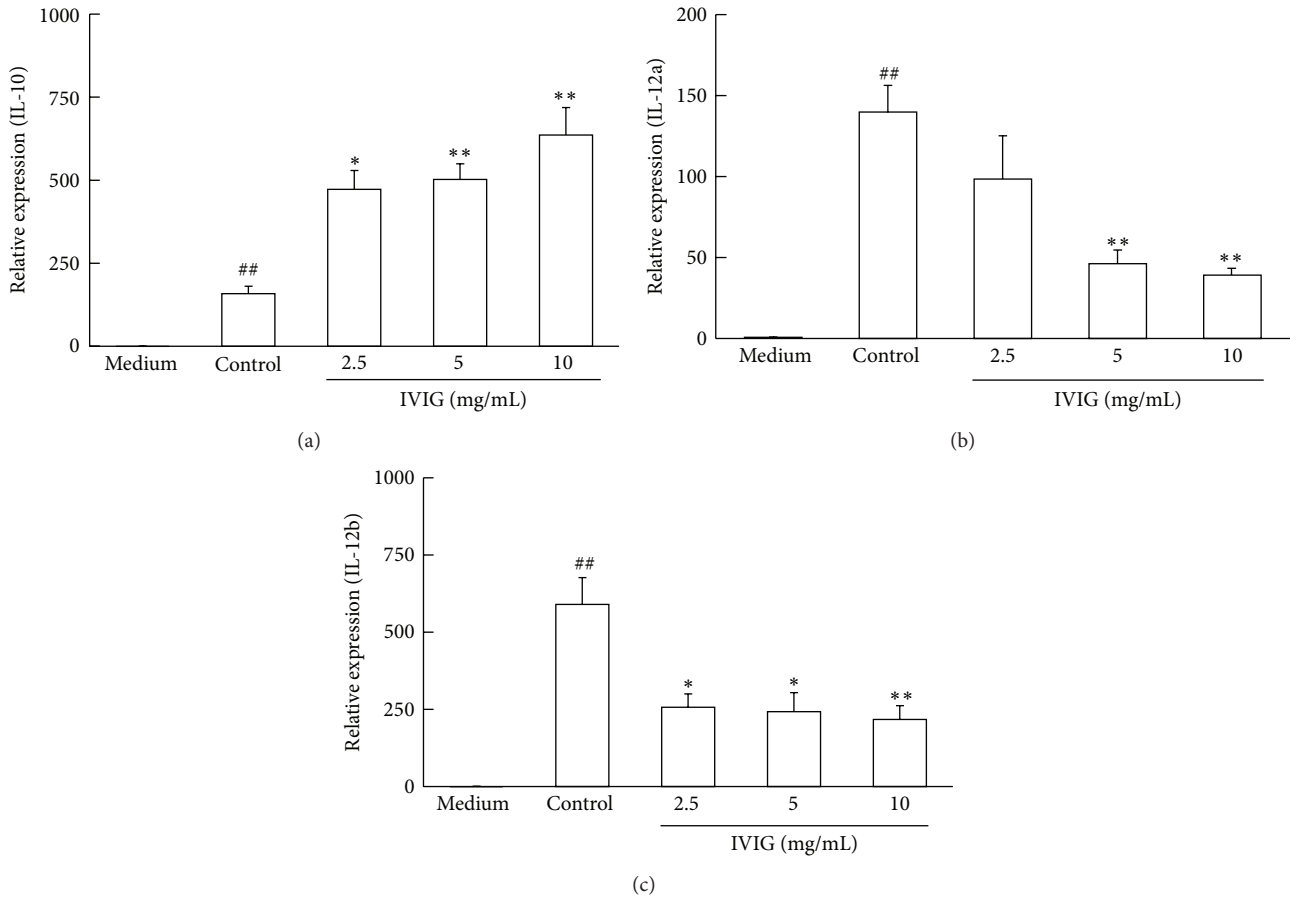 Relative expression (IL-10)
1000
750
500
250
0
##
*
**
**
Medium
Control
2.5
5
10
IVIG (mg/mL)
(a)
Relative expression (IL-12a)
200
150
100
50
0
##
**
**
Medium
Control
2.5
5
10
IVIG (mg/mL)
(b)
Relative expression (IL-12b)
1000
750
500
250
0
##
*
*
**
Medium
Control
2.5
5
10
IVIG (mg/mL)
(c)